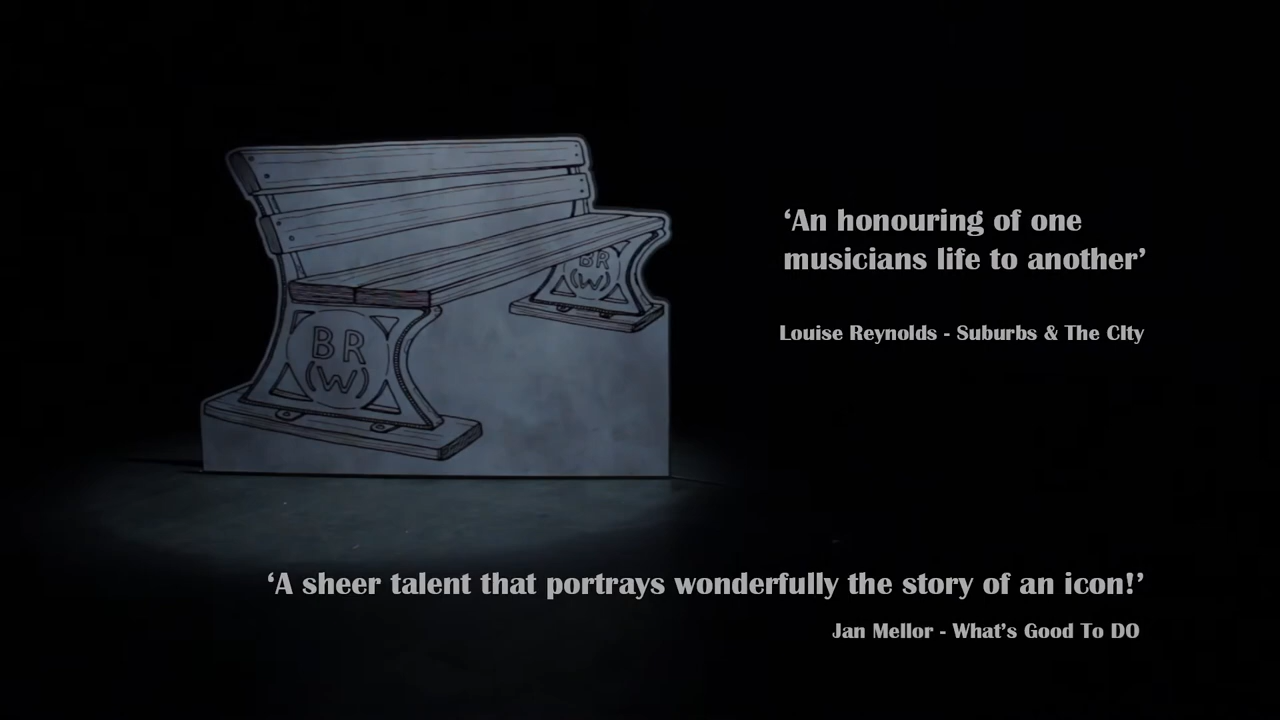 ‘An honouring of one
musicians life to another’
Louise Reynolds - Suburbs & The CIty
BR
(W)
B R
(W)
‘A sheer talent that portrays wonderfully the story of an icon!’
Jan Mellor - What’s Good To DO